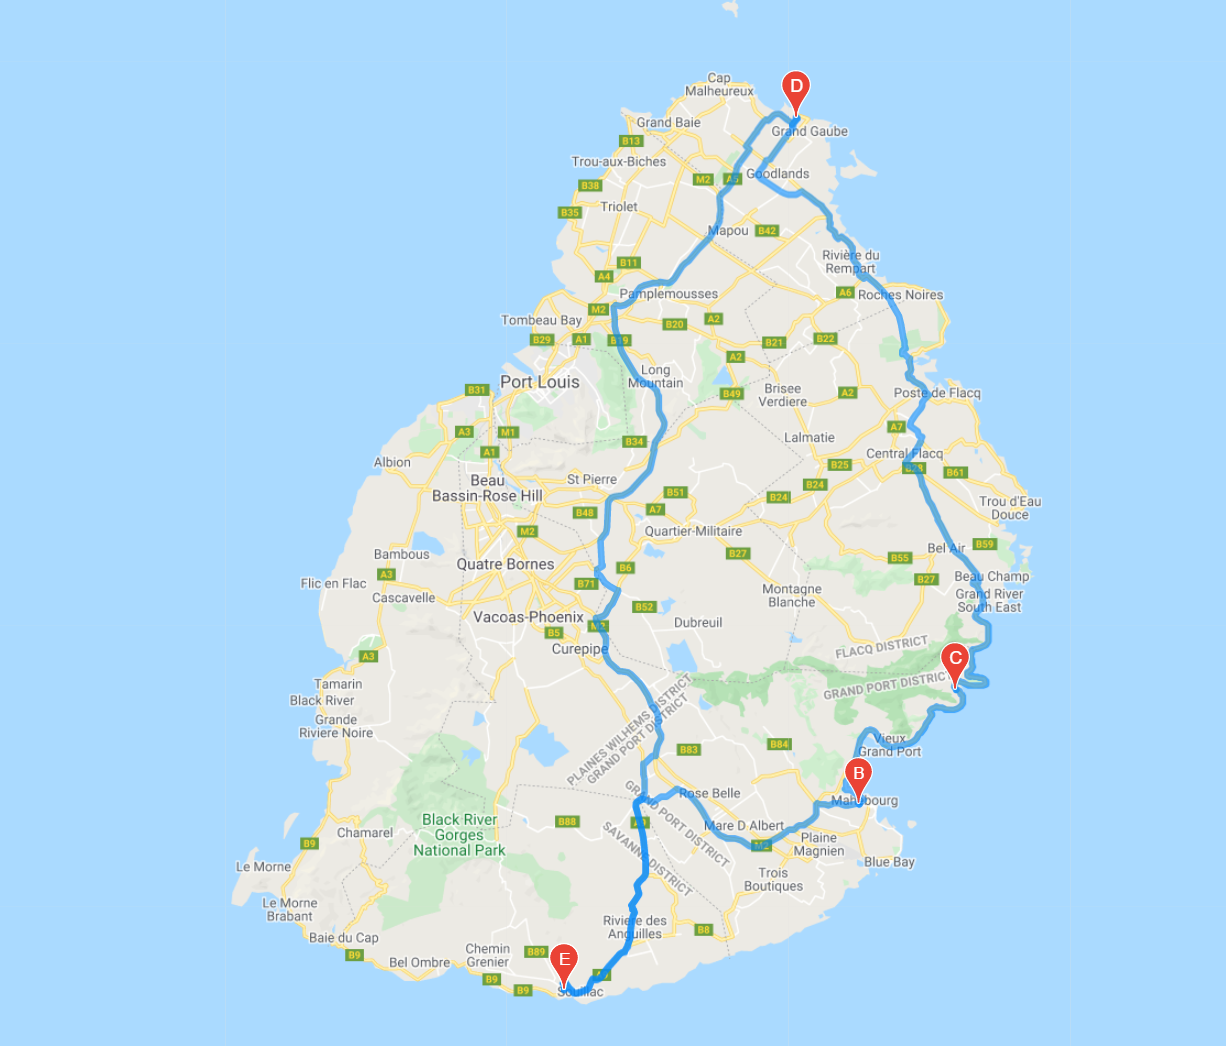 Cap
Malheureux
D
Grand Baie
Grand Gaube
B13
Trou-aux-Biches
Goodlands
M2
A5
B38
Triolet
B35
Mapou
B42
Rivière du
Rempart
B11
A4
Pamplemousses
A6
Roches Noires
M2
Tombeau Bay
B20
A2
B29
A1
B19
B21
B22
A2
Long
Mountain
Port Louis
B31
B49
Brisee
Verdiere
A2
Poste de Flacq
A3
M1
A7
B34
Lalmatie
A1
Central Flacq
Albion
B25
B28
B61
Beau
Bassin-Rose Hill
St Pierre
B24
B51
B24
Trou d'Eau
Douce
B48
A7
M2
Quartier-Militaire
B59
Bel Air
Bambous
B27
B55
Quatre Bornes
B6
A3
B71
B27
Beau Champ
Flic en Flac
Montagne
Blanche
Grand River
South East
Cascavelle
B52
Vacoas-Phoenix
Dubreuil
M2
B5
Curepipe
FLACQ DISTRICT
A3
C
GRAND PORT DISTRICT
Tamarin
Black River
PLAINES WILHEMS DISTRICT
GRAND PORT DISTRICT
Grande
Riviere Noire
Vieux
Grand Port
B83
B84
B
GRAND PORT DISTRICT
Rose Belle
Mahebourg
Black River
Gorges
National Park
B88
Mare D Albert
SAVANNE DISTRICT
Chamarel
Plaine
Magnien
B9
M2
Blue Bay
Le Morne
Trois
Boutiques
Le Morne
Brabant
Rivière des
Anguilles
B8
Baie du Cap
Chemin
Grenier
B89
B9
Bel Ombre
E
B9
B9
Souillac